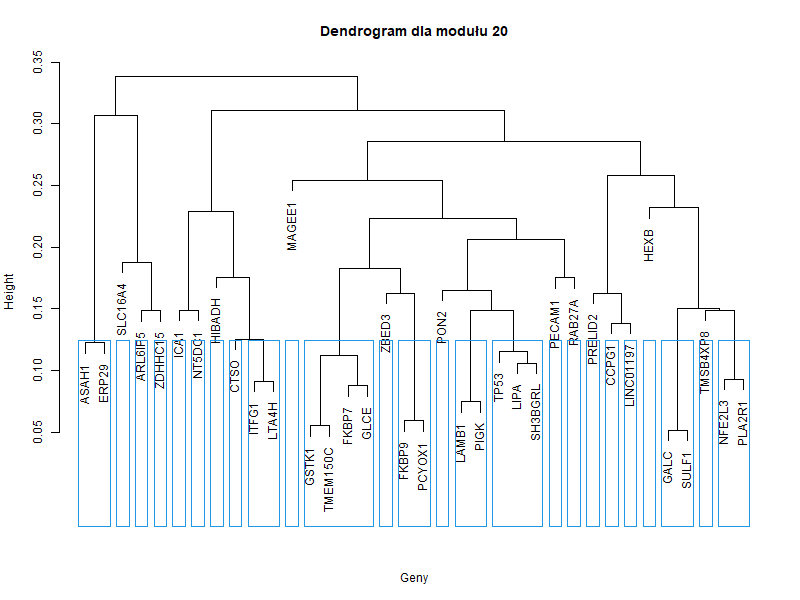 Dendrogram dla modułu 20
Height
0.35
0.30
0.25
0.20
0.15
0.10
0.05
ASAH1
ERP29
SLC16A4
ARL6IP5
ZDHHC15
ICA1
NT5DC1
HIBADH
CTSO
ITFG1
LTA4H
MAGEE1
GSTK1
TMEM150C
FKBP7
GLCE
ZBED3
FKBP9
PCYOX1
PON2
LAMB1
PIGK
TP53
LIPA
SH3BGRL
PECAM1
RAB27A
PRELID2
CCPG1
LINC01197
HEXB
GALC
SULF1
TMSB4XP8
NFE2L3
PLA2R1
Geny